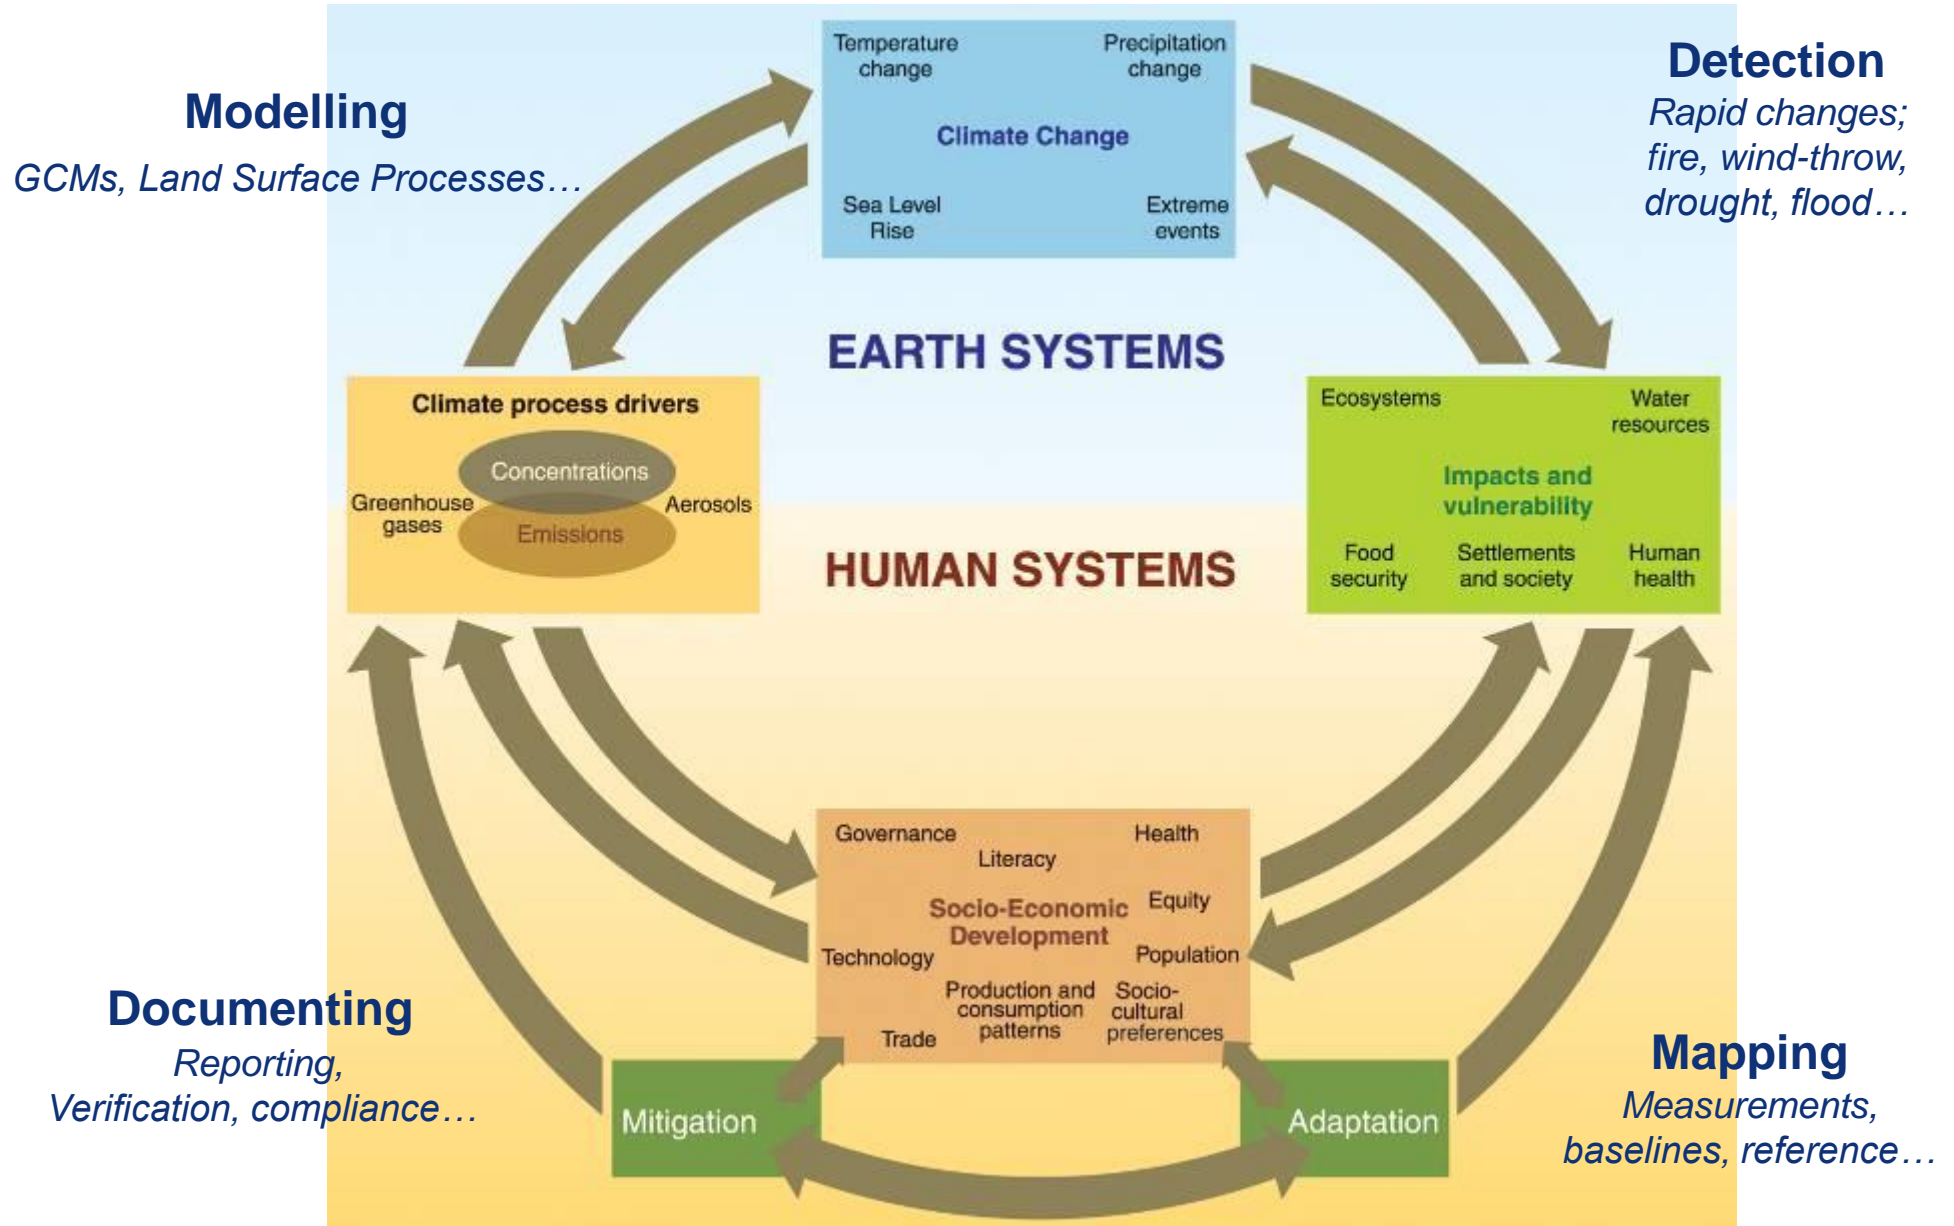 Modelling
GCMs, Land Surface Processes…
Temperature
change
Precipitation
change
Climate Change
Sea Level
Rise
Extreme
events
Detection
Rapid changes;
fire, wind-throw,
drought, flood…
EARTH SYSTEMS
Climate process drivers
Concentrations
Greenhouse
gases
Aerosols
Emissions
Ecosystems
Water
resources
Impacts and
vulnerability
Food
security
Settlements
and society
Human
health
HUMAN SYSTEMS
Governance
Health
Literacy
Equity
Socio-Economic
Development
Technology
Population
Production and
consumption
patterns
Socio-
cultural
preferences
Trade
Documenting
Reporting,
Verification, compliance…
Mitigation
Adaptation
Mapping
Measurements,
baselines, reference…